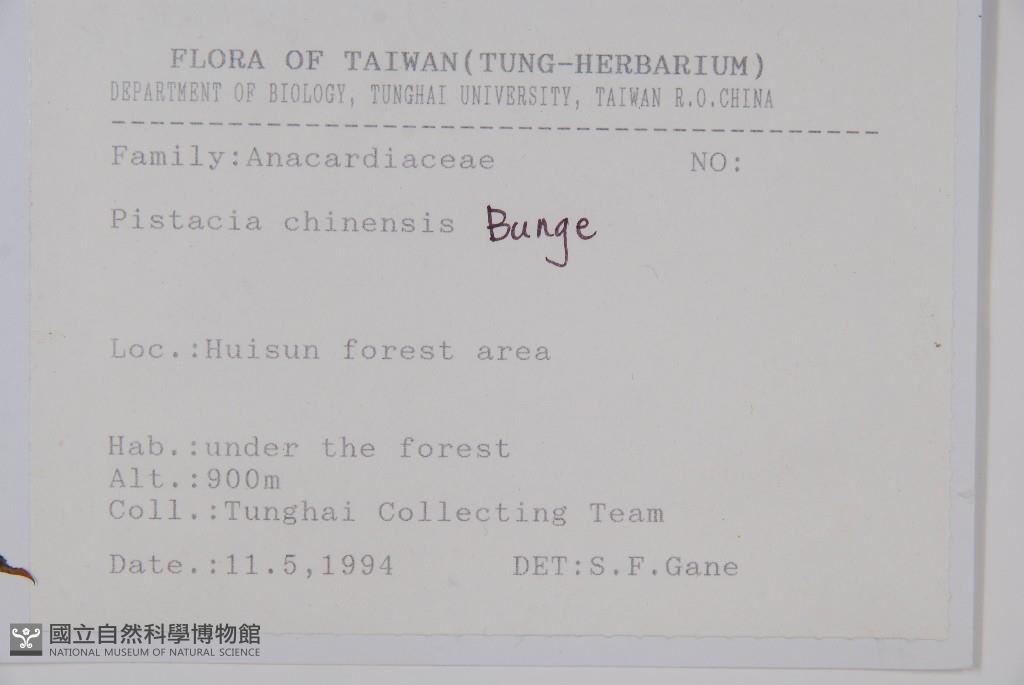 FLORA OF TAIWAN(TUNG-HERBARIUM)
DEPARTMENT OF BIOLOGY, TUNGHAI UNIVERSITY, TAIWAN R.O.CHINA
----------------------------------------
Family:Anacardiaceae NO:
Pistacia chinensis Bunge
Loc.:Huisun forest area
Hab.:under the forest
Alt.:900m
Coll.:Tunghai Collecting Team
Date.:11.5,1994 DET:S.F.Gane
國立自然科學博物館
NATIONAL MUSEUM OF NATURAL SCIENCE